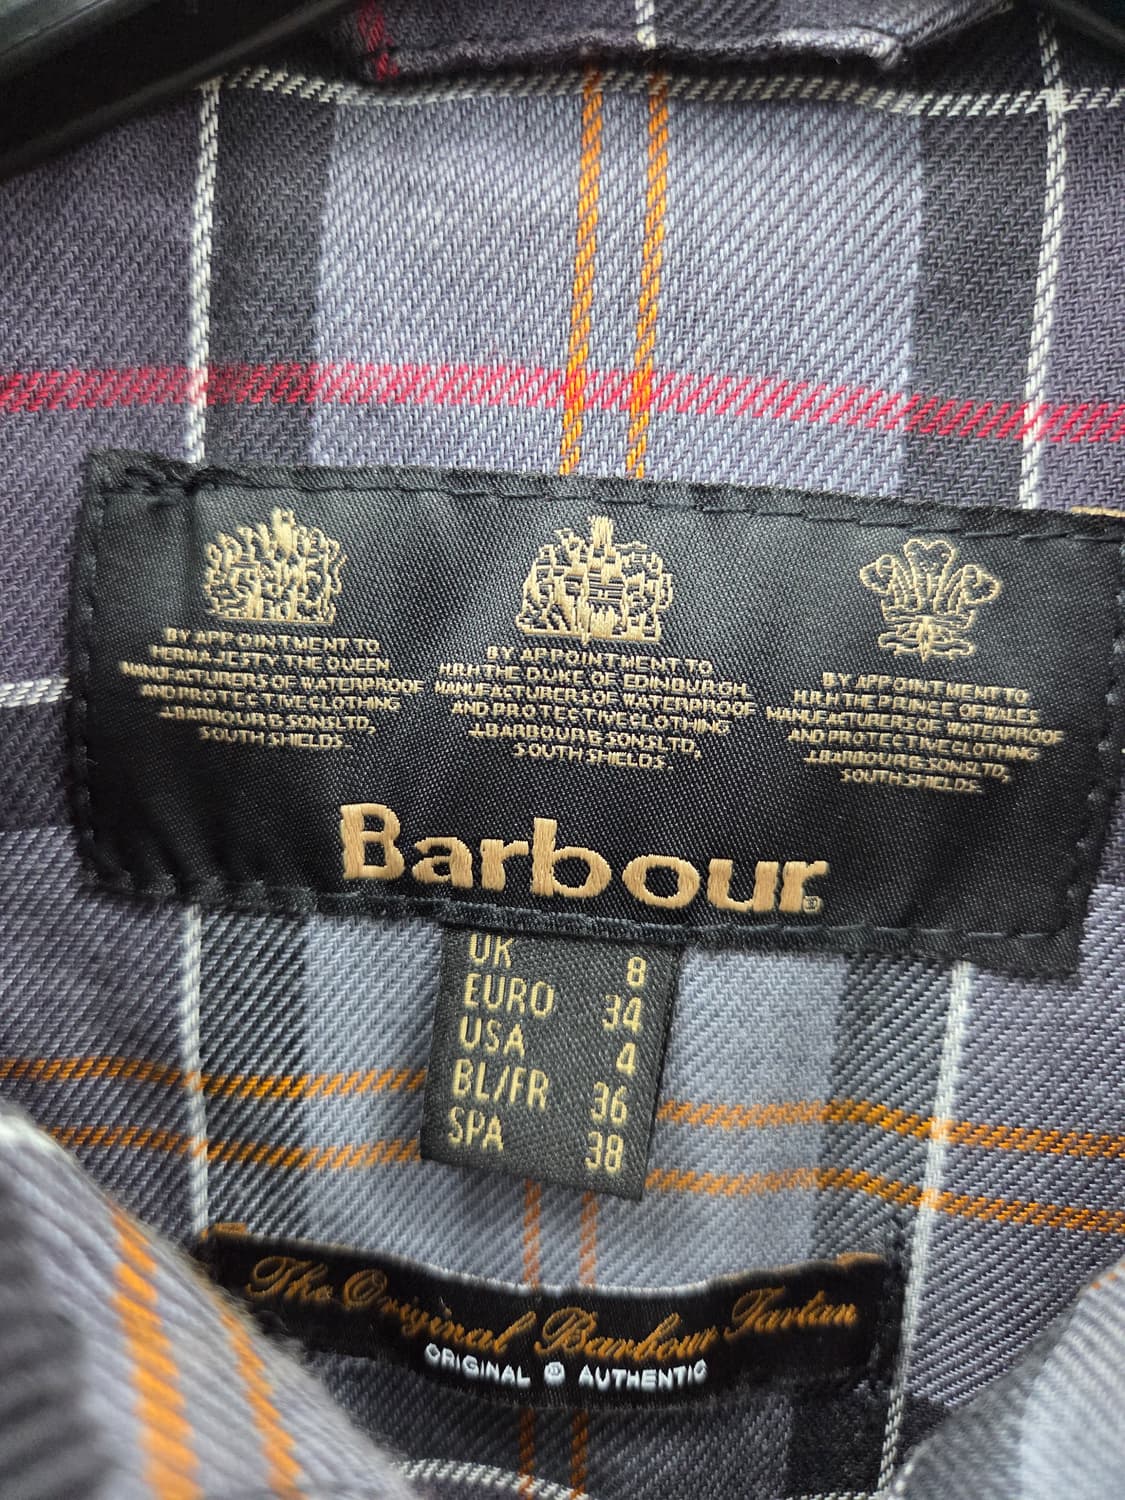 BY APPOINTMENT TO
HER MAJESTY THE QUEEN
MANUFACTURERS OF WATERPROOF
AND PROTECTIVE CLOTHING
J. BARBOUR & SONS LTD,
SOUTH SHIELDS.
BY APPOINTMENT TO
H.R.H THE DUKE OF EDINBURGH
MANUFACTURERS OF WATERPROOF
AND PROTECTIVE CLOTHING
J. BARBOUR & SONS LTD,
SOUTH SHIELDS.
BY APPOINTMENT TO
H.R.H THE PRINCE OF WALES
MANUFACTURERS OF WATERPROOF
AND PROTECTIVE CLOTHING
J. BARBOUR & SONS LTD,
SOUTH SHIELDS.
Barbour®
UK 8
EURO 34
USA 4
BL/FR 36
SPA 38
The Original Barbour Tartan
ORIGINAL AUTHENTIC